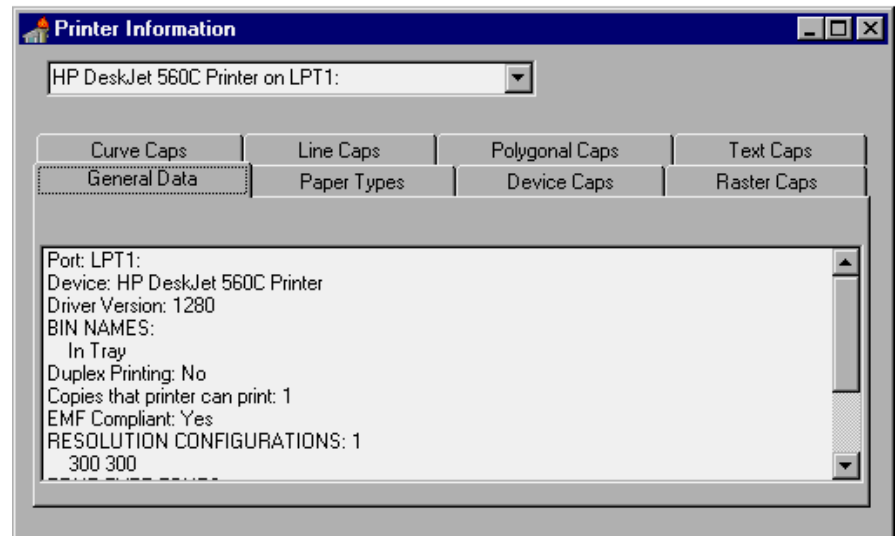 Printer Information
HP DeskJet 560C Printer on LPT1:
Curve Caps Line Caps Polygonal Caps Text Caps
General Data Paper Types Device Caps Raster Caps
Port: LPT1:
Device: HP DeskJet 560C Printer
Driver Version: 1280
BIN NAMES:
In Tray
Duplex Printing: No
Copies that printer can print: 1
EMF Compliant: Yes
RESOLUTION CONFIGURATIONS: 1
300 300